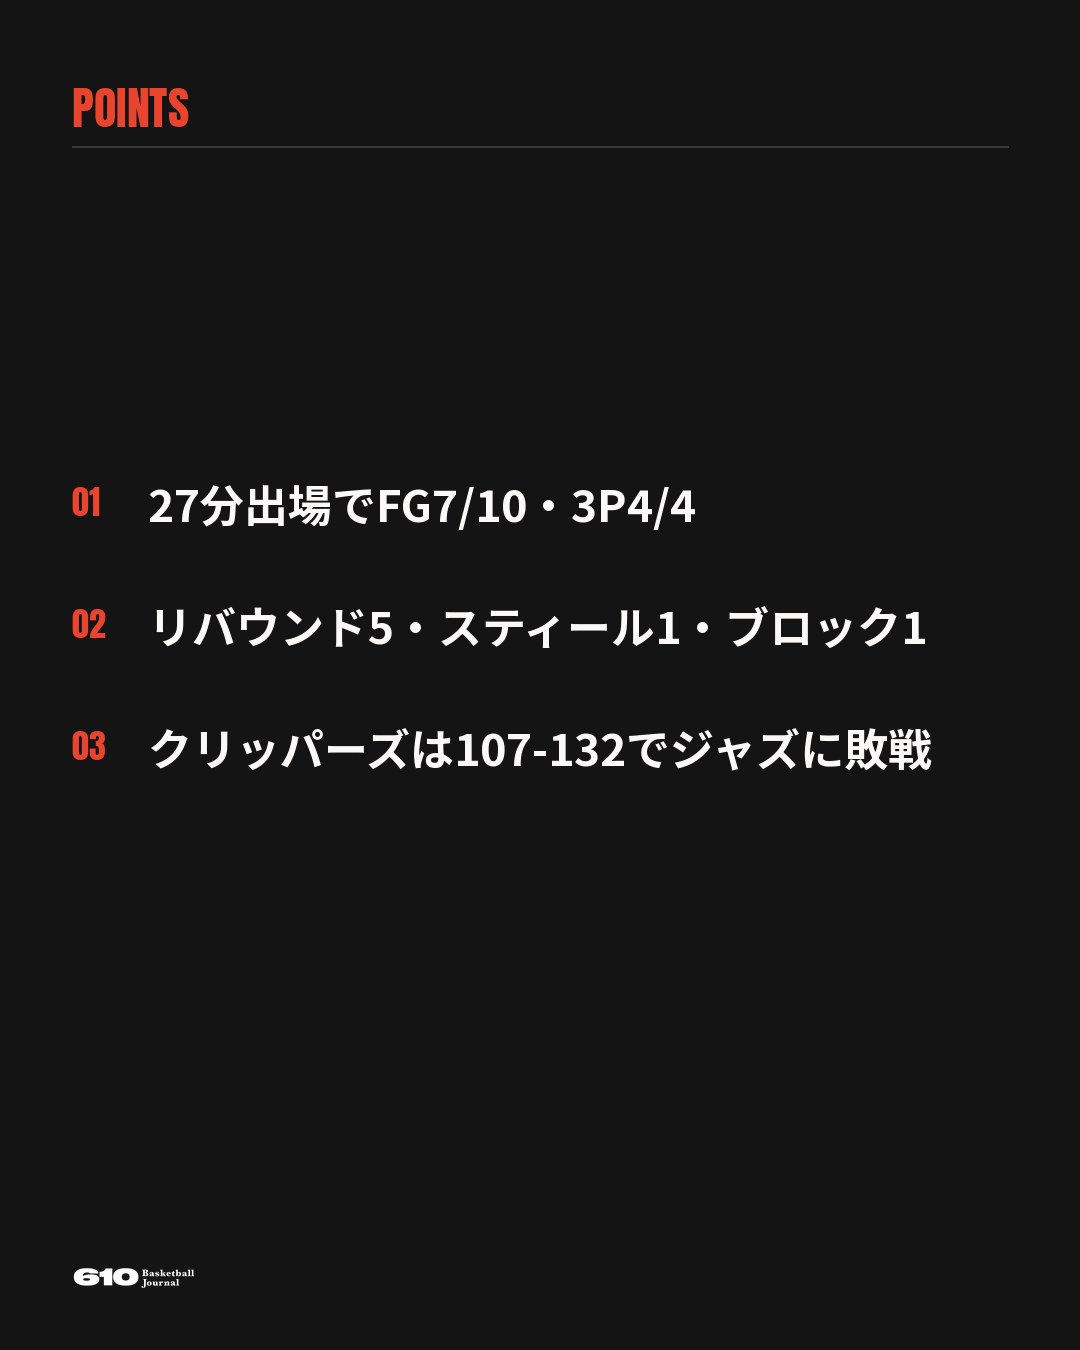 POINTS
01 27分出場でFG7/10・3P4/4
02 リバウンド5・スティール1・ブロック1
03 クリッパーズは107-132でジャズに敗戦
610 Basketball
Journal